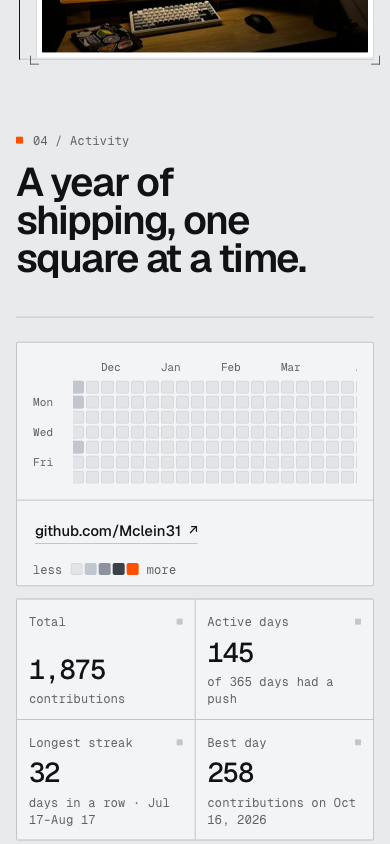 04 / Activity
A year of
shipping, one
square at a time.
Dec Jan Feb Mar
Mon
Wed
Fri
github.com/Mclein31 ↗
less more
Total
1,875
contributions
Active days
145
of 365 days had a
push
Longest streak
32
days in a row · Jul
17–Aug 17
Best day
258
contributions on Oct
16, 2026